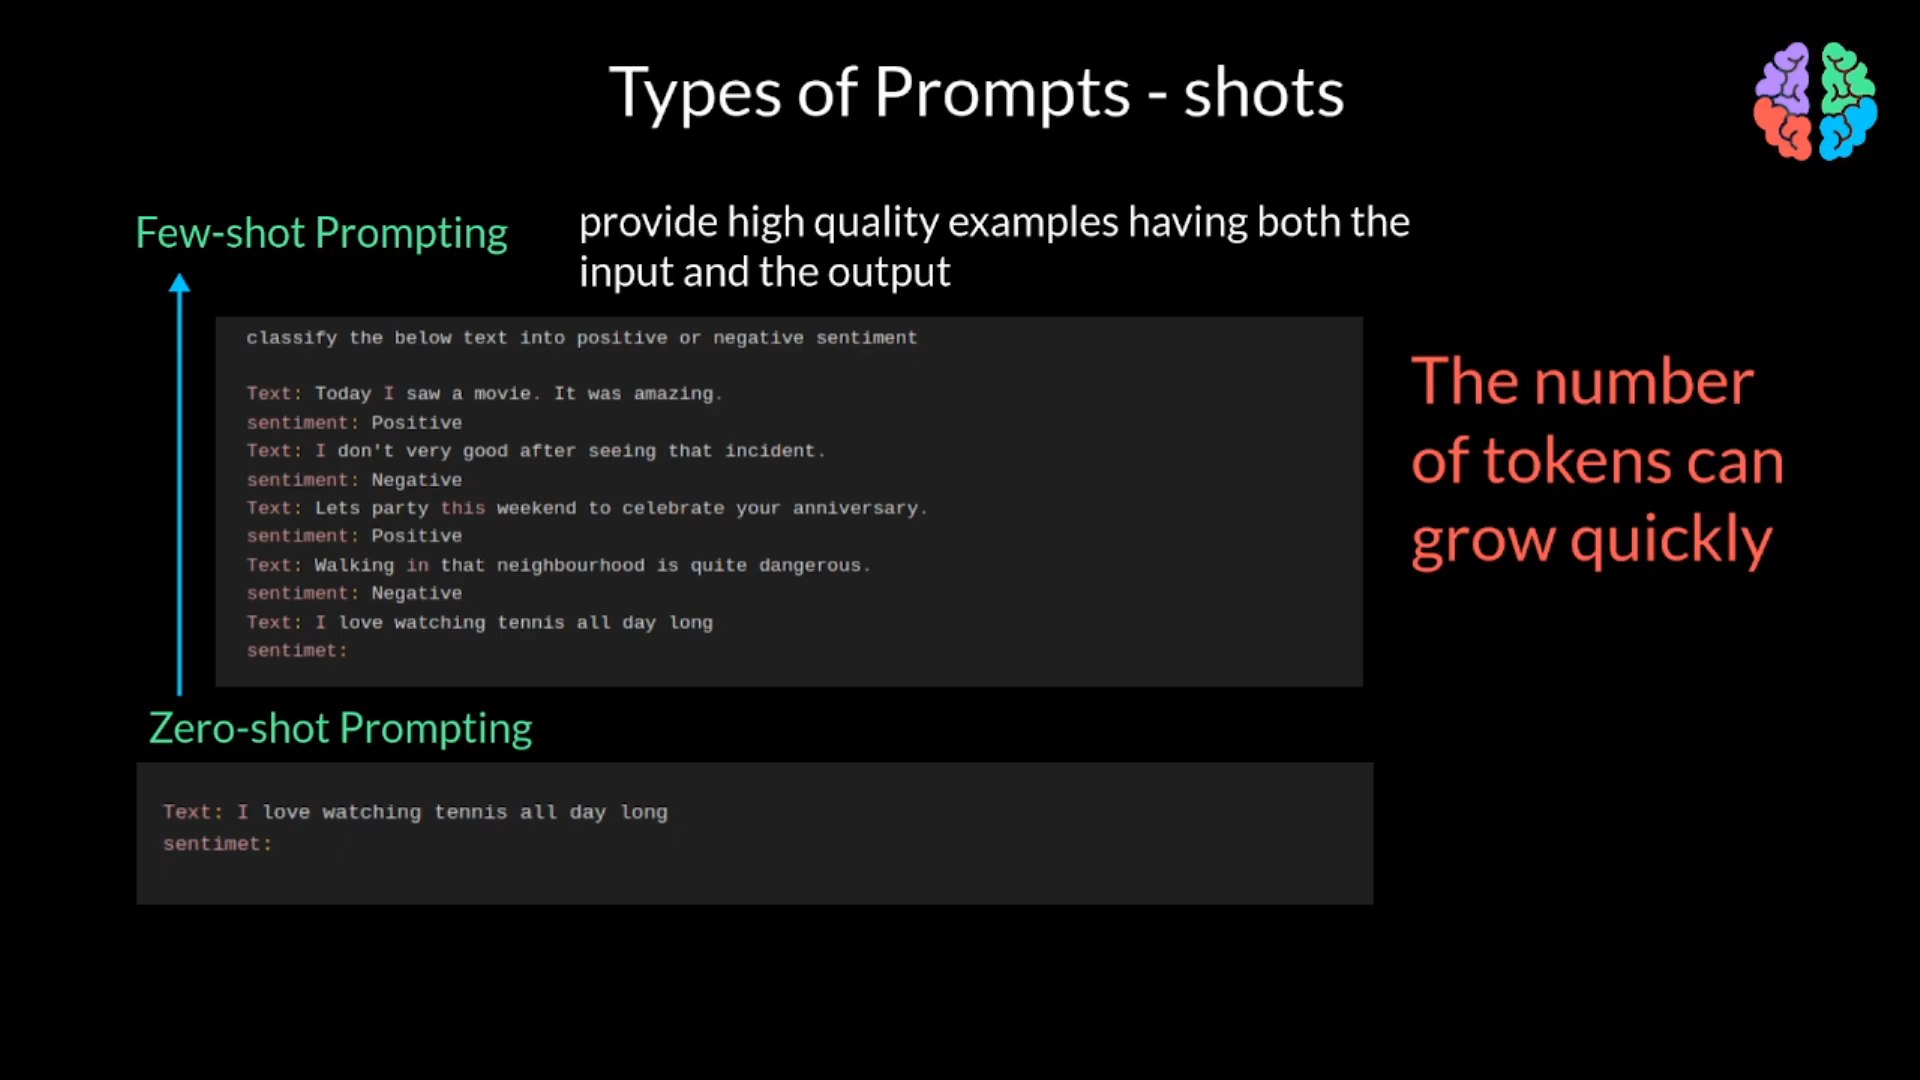 Types of Prompts - shots
Few-shot Prompting
provide high quality examples having both the
input and the output
classify the below text into positive or negative sentiment
Text: Today I saw a movie. It was amazing.
sentiment: Positive
Text: I don't very good after seeing that incident.
sentiment: Negative
Text: Lets party this weekend to celebrate your anniversary.
sentiment: Positive
Text: Walking in that neighbourhood is quite dangerous.
sentiment: Negative
Text: I love watching tennis all day long
sentimet:
The number
of tokens can
grow quickly
Zero-shot Prompting
Text: I love watching tennis all day long
sentimet: